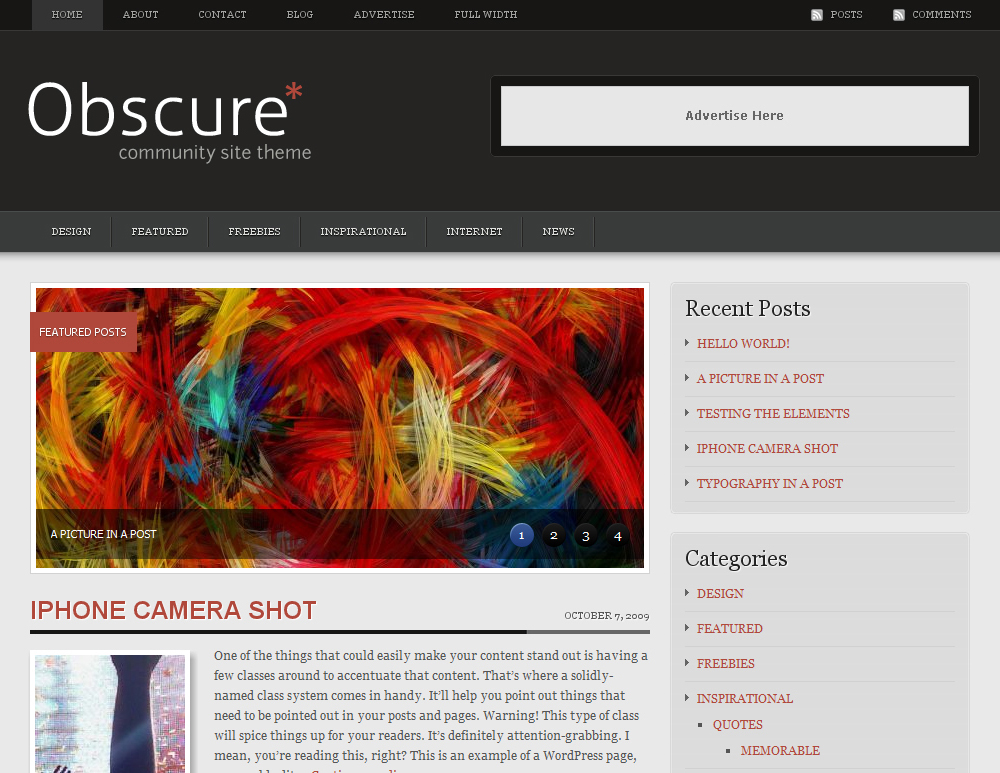 HOME ABOUT CONTACT BLOG ADVERTISE FULL WIDTH POSTS COMMENTS
Obscure*
community site theme
Advertise Here
DESIGN FEATURED FREEBIES INSPIRATIONAL INTERNET NEWS
FEATURED POSTS
A PICTURE IN A POST 1 2 3 4
IPHONE CAMERA SHOT
OCTOBER 7, 2009
One of the things that could easily make your content stand out is having a
few classes around to accentuate that content. That's where a solidly-
named class system comes in handy. It'll help you point out things that
need to be pointed out in your posts and pages. Warning! This type of class
will spice things up for your readers. It's definitely attention-grabbing. I
mean, you're reading this, right? This is an example of a WordPress page,
Recent Posts
HELLO WORLD!
A PICTURE IN A POST
TESTING THE ELEMENTS
IPHONE CAMERA SHOT
TYPOGRAPHY IN A POST
Categories
DESIGN
FEATURED
FREEBIES
INSPIRATIONAL
QUOTES
MEMORABLE